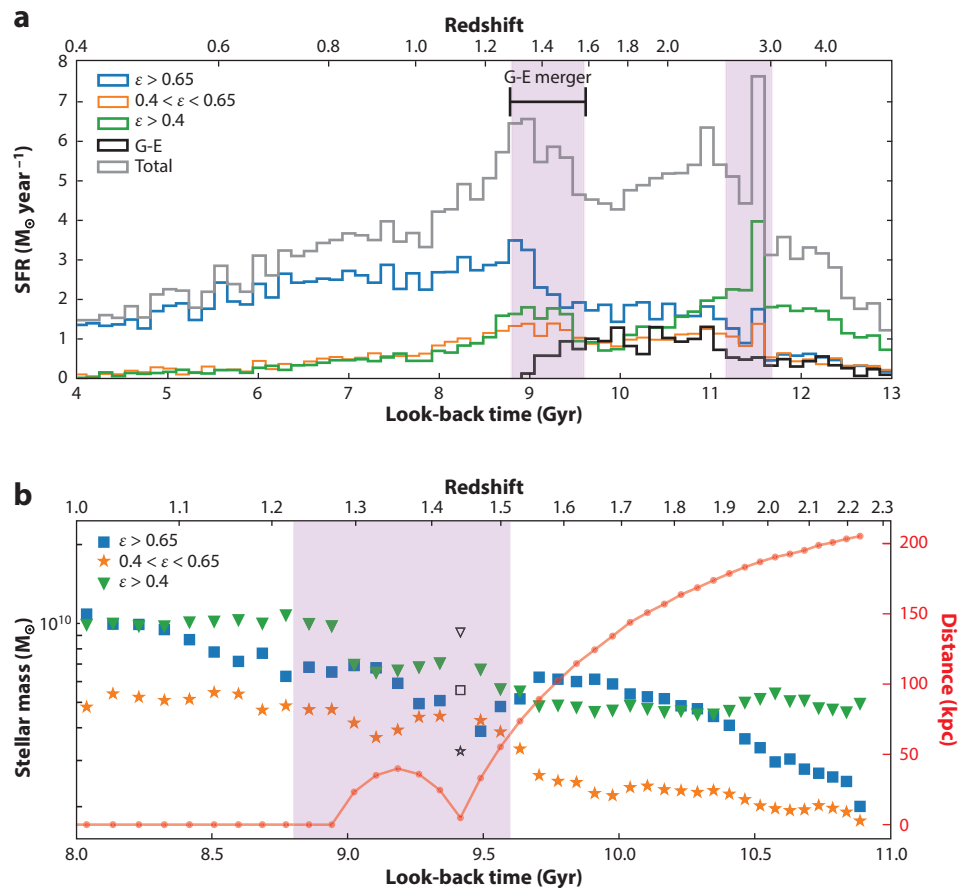 a
Redshift
0.4 0.6 0.8 1.0 1.2 1.4 1.6 1.8 2.0 3.0 4.0
8
7
6
5
4
3
2
1
0
SFR (M⊙ year⁻¹)
ε > 0.65
0.4 < ε < 0.65
ε > 0.4
G-E
Total
G-E merger
4 5 6 7 8 9 10 11 12 13
Look-back time (Gyr)
b
Redshift
1.0 1.1 1.2 1.3 1.4 1.5 1.6 1.7 1.8 1.9 2.0 2.1 2.2 2.3
ε > 0.65
0.4 < ε < 0.65
ε > 0.4
10¹⁰
Stellar mass (M⊙)
200
150
100
50
0
Distance (kpc)
8.0 8.5 9.0 9.5 10.0 10.5 11.0
Look-back time (Gyr)